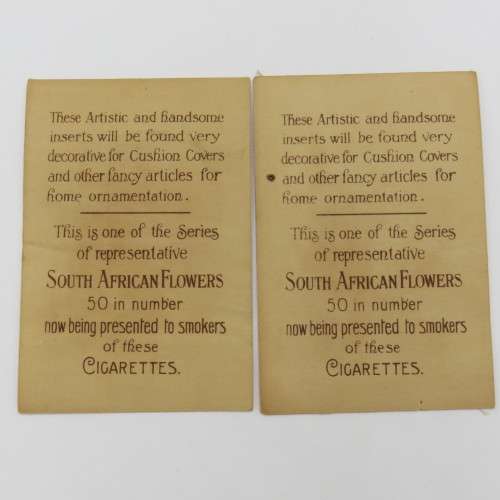 These Artistic and handsome
inserts will be found very
decorative for Cushion Covers
and other fancy articles for
home ornamentation.
This is one of the Series
of representative
SOUTH AFRICAN FLOWERS
50 in number
now being presented to smokers
of these
CIGARETTES.
These Artistic and handsome
inserts will be found very
decorative for Cushion Covers
and other fancy articles for
home ornamentation.
This is one of the Series
of representative
SOUTH AFRICAN FLOWERS
50 in number
now being presented to smokers
of these
CIGARETTES.